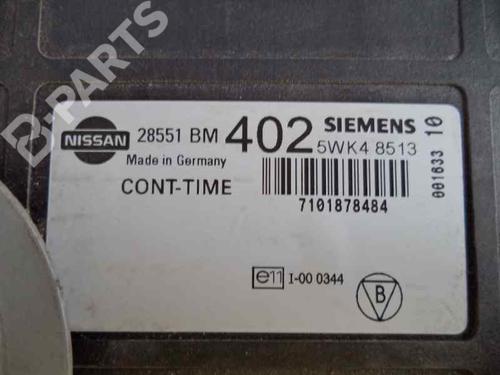 B-PARTS
NISSAN 28551 BM 402 SIEMENS
Made in Germany 5WK4 8513
CONT-TIME
7101878484
001633 10
e11 I-00 0344
B